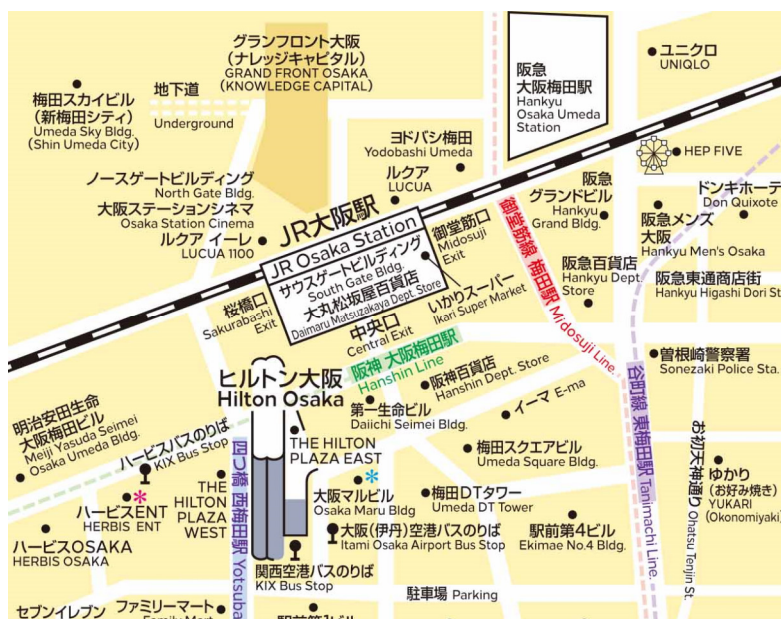 グランフロント大阪
（ナレッジキャピタル）
GRAND FRONT OSAKA
(KNOWLEDGE CAPITAL)
ユニクロ
UNIQLO
阪急
大阪梅田駅
Hankyu
Osaka Umeda
Station
梅田スカイビル
（新梅田シティ）
Umeda Sky Bldg.
(Shin Umeda City)
地下道
Underground
ヨドバシ梅田
Yodobashi Umeda
HEP FIVE
ノースゲートビルディング
North Gate Bldg.
大阪ステーションシネマ
Osaka Station Cinema
ルクア イーレ
LUCUA 1100
ルクア
LUCUA
JR大阪駅
JR Osaka Station
サウスゲートビルディング
South Gate Bldg.
大丸松坂屋百貨店
Daimaru Matsuzakaya Dept. Store
御堂筋口
Midosuji
Exit
御堂筋線 梅田駅 Midosuji Line.
阪急
グランドビル
Hankyu
Grand Bldg.
ドンキホーテ
Don Quixote
阪急メンズ
大阪
Hankyu Men's Osaka
阪急百貨店
Hankyu Dept.
Store
阪急東通商店街
Hankyu Higashi Dori St
いかりスーパー
Ikari Super Market
桜橋口
Sakurabashi
Exit
中央口
Central Exit
阪神 大阪梅田駅
Hanshin Line
阪神百貨店
Hanshin Dept. Store
曽根崎警察署
Sonezaki Police Sta.
谷町線 東梅田駅 Tanimachi Line.
ヒルトン大阪
Hilton Osaka
第一生命ビル
Daiichi Seimei Bldg.
イーマ E-ma
明治安田生命
大阪梅田ビル
Meiji Yasuda Seimei
Osaka Umeda Bldg.
ハービスバスのりば
KIX Bus Stop
THE HILTON
PLAZA EAST
梅田スクエアビル
Umeda Square Bldg.
お初天神通り Ohatsu Tenjin St.
ゆかり
（お好み焼き）
YUKARI
(Okonomiyaki)
THE
HILTON
PLAZA
WEST
四つ橋 西梅田駅 Yotsuba
ハービスENT
HERBIS ENT
大阪マルビル
Osaka Maru Bldg
梅田DTタワー
Umeda DT Tower
ハービスOSAKA
HERBIS OSAKA
大阪（伊丹）空港バスのりば
Itami Osaka Airport Bus Stop
駅前第4ビル
Ekimae No.4 Bldg.
関西空港バスのりば
KIX Bus Stop
駐車場 Parking
セブンイレブン
ファミリーマート
Family Mart
駅前第1ビル